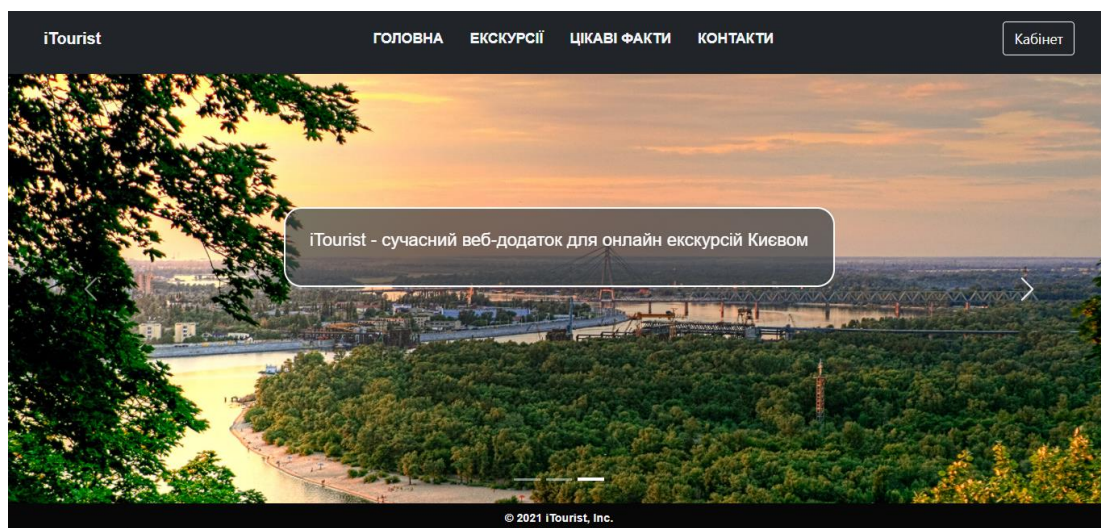 iTourist
ГОЛОВНА ЕКСКУРСІЇ ЦІКАВІ ФАКТИ КОНТАКТИ
Кабінет
iTourist - сучасний веб-додаток для онлайн екскурсій Києвом
© 2021 iTourist, Inc.